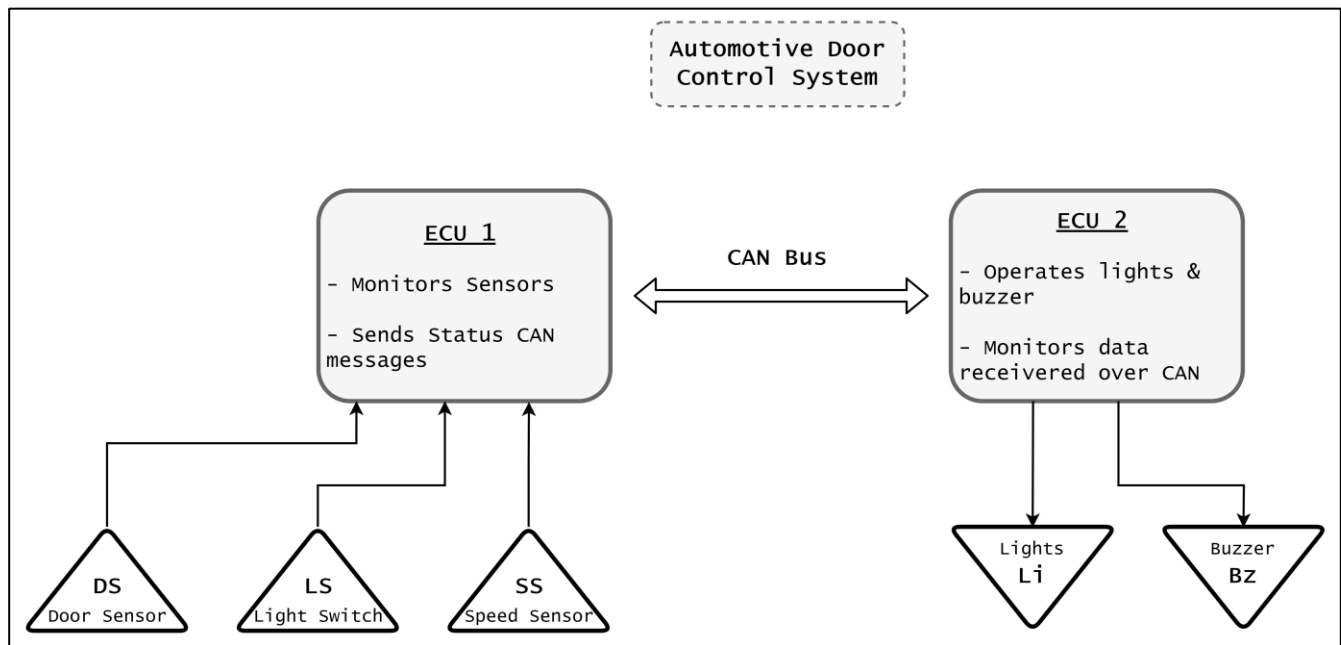 Automotive Door
Control System
ECU 1
- Monitors Sensors
- Sends Status CAN
messages
CAN Bus
ECU 2
- Operates lights &
buzzer
- Monitors data
receivered over CAN
DS
Door Sensor
LS
Light Switch
SS
Speed Sensor
Lights
Li
Buzzer
Bz